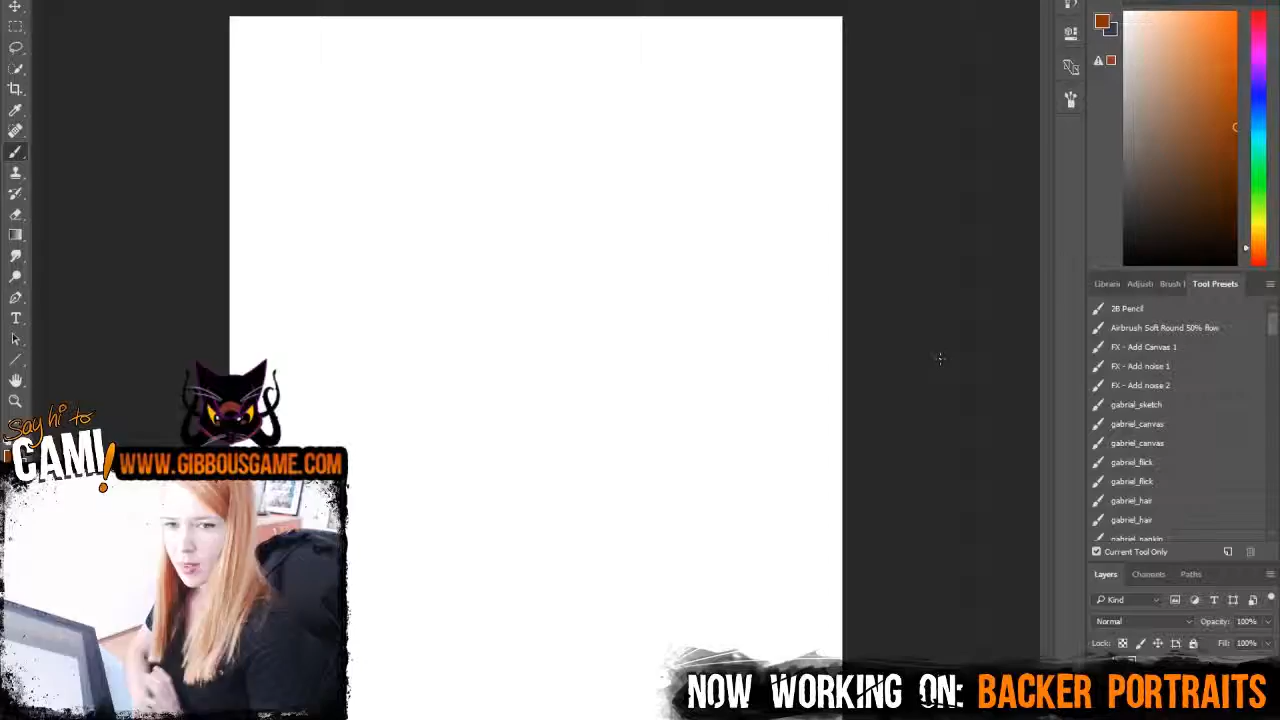 Librari
Adjustr
Brush I
Tool Presets
2B Pencil
Airbrush Soft Round 50% flow
FX - Add Canvas 1
FX - Add noise 1
FX - Add noise 2
gabrial_sketch
gabriel_canvas
gabriel_canvas
gabriel_flick
gabriel_flick
gabriel_hair
gabriel_hair
Current Tool Only
Layers
Channels
Paths
Kind
Normal
Opacity: 100%
Lock:
Fill: 100%
Say hi to
CAMI!
WWW.GIBBOUSGAME.COM
NOW WORKING ON: BACKER PORTRAITS